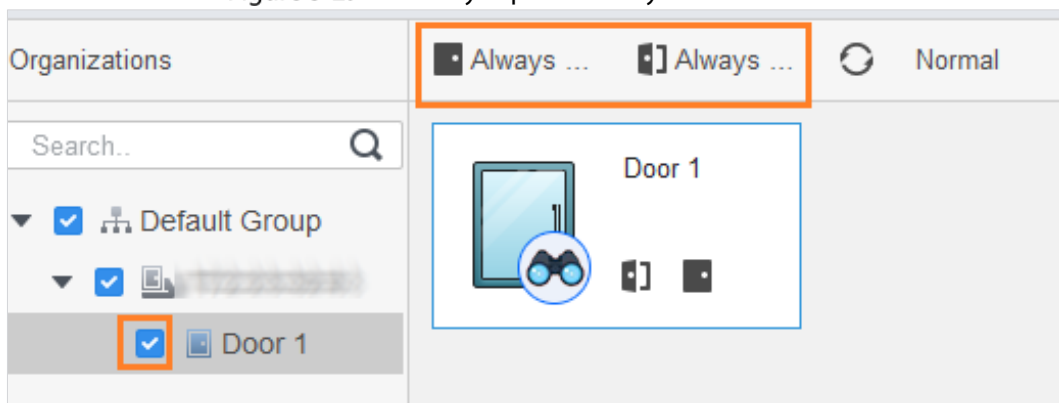 Organizations
Always ... Always ... Normal
Search..
Door 1
Default Group
Door 1